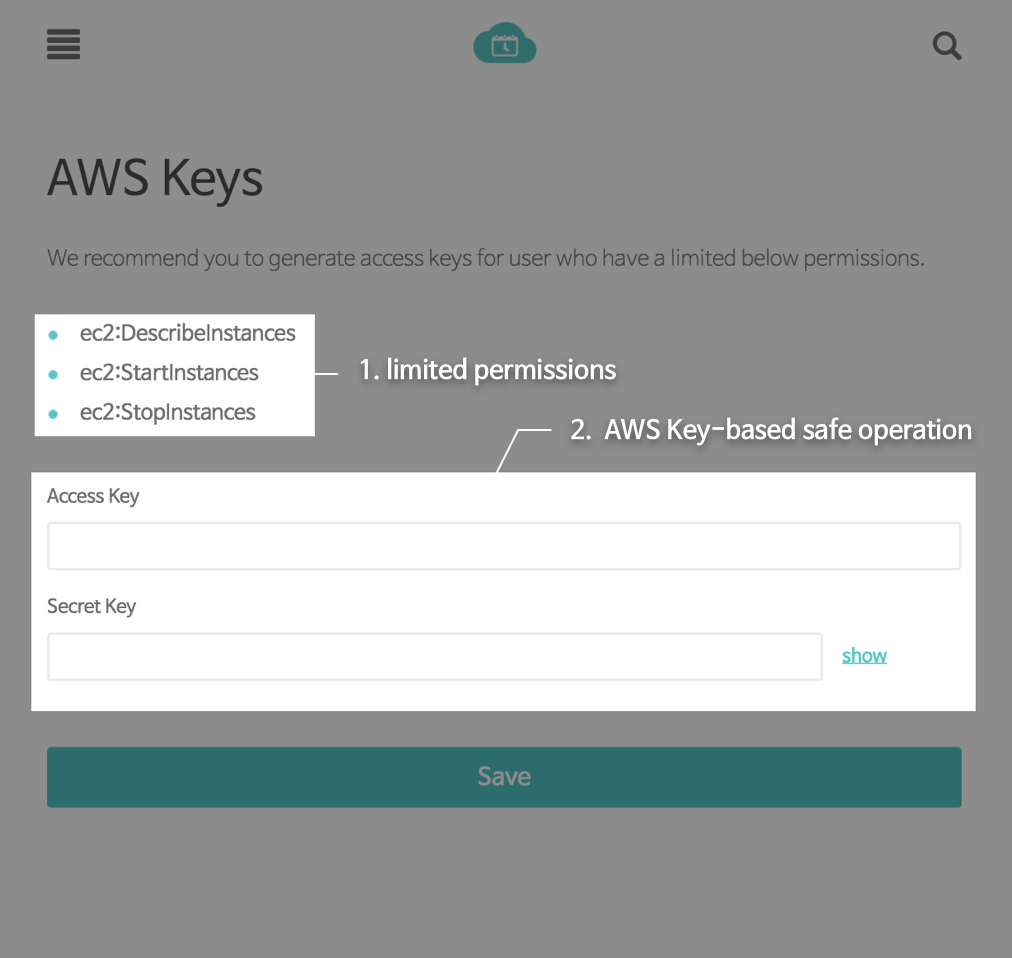 AWS Keys
We recommend you to generate access keys for user who have a limited below permissions.
ec2:DescribeInstances
ec2:StartInstances
1. limited permissions
ec2:StopInstances
2. AWS Key-based safe operation
Access Key
Secret Key
show
Save